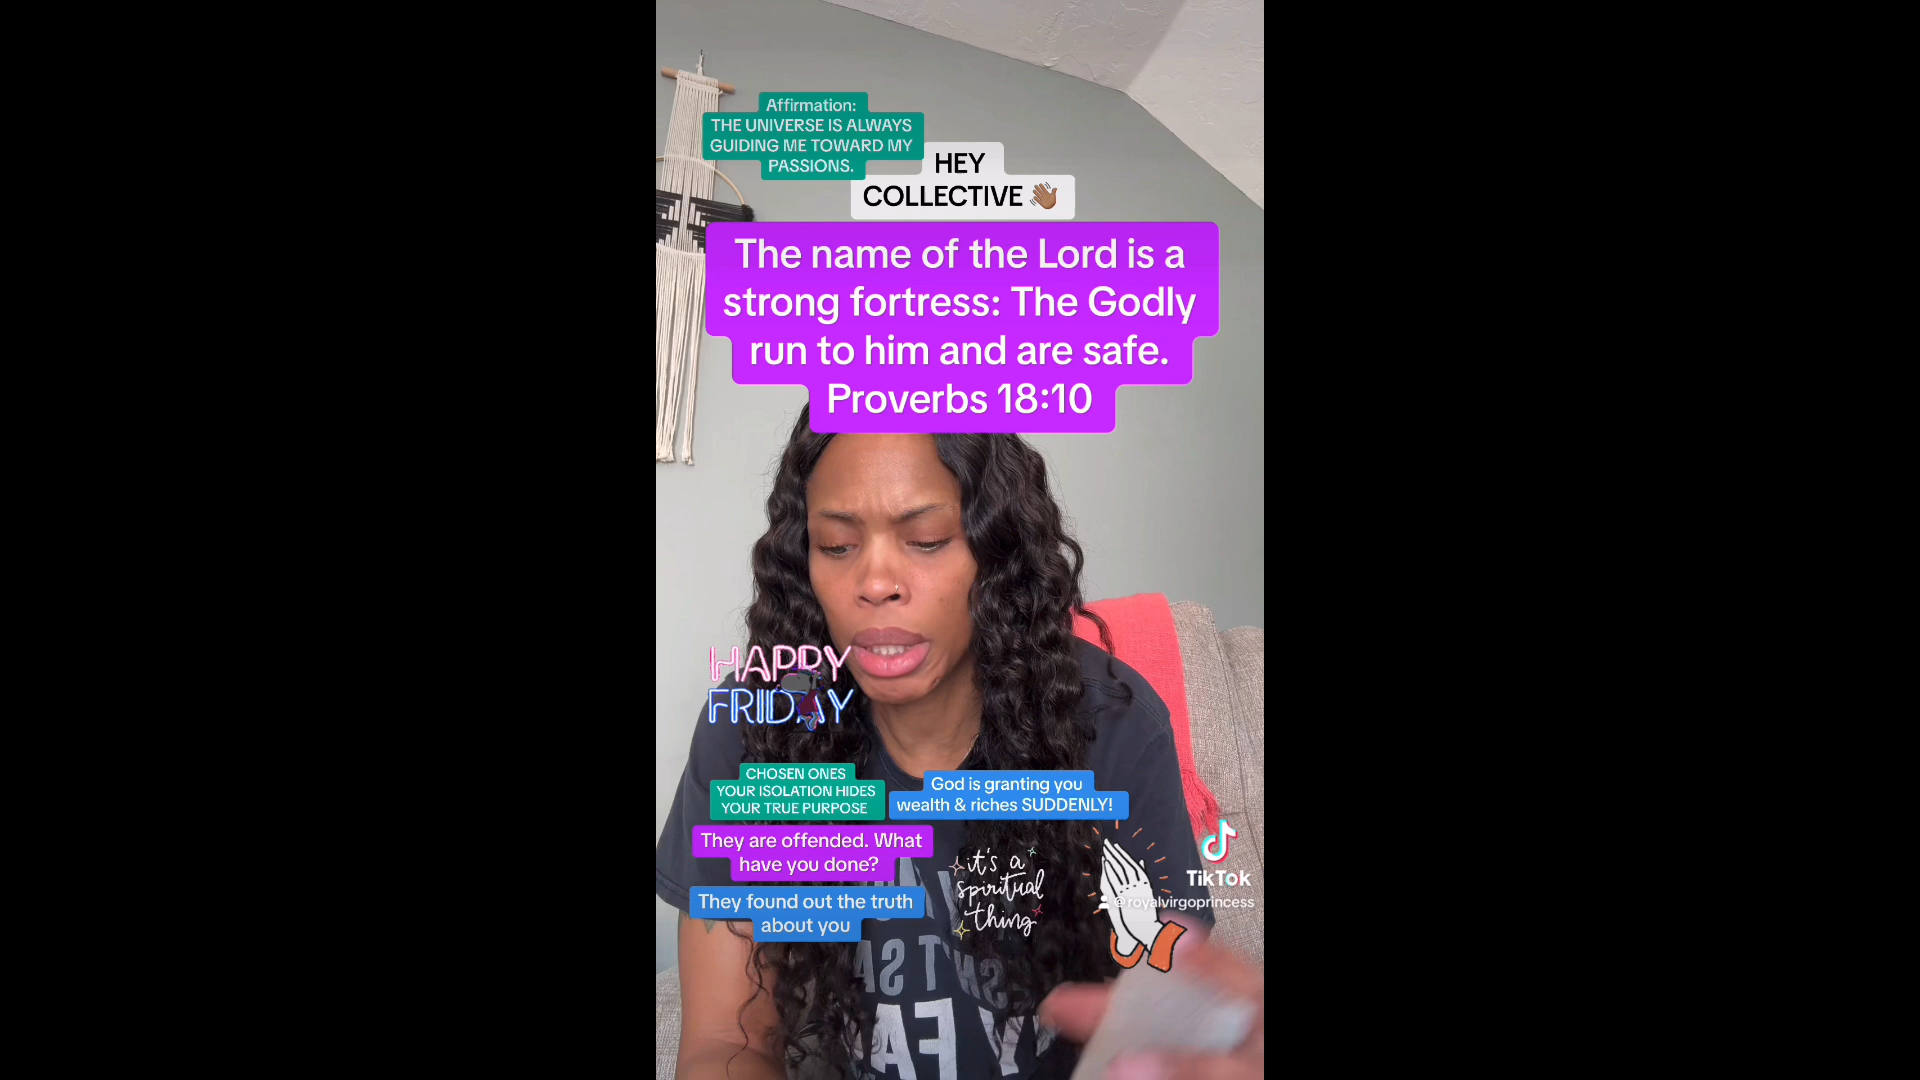 Affirmation:
THE UNIVERSE IS ALWAYS
GUIDING ME TOWARD MY
PASSIONS.
HEY
COLLECTIVE 👋🏽
The name of the Lord is a
strong fortress: The Godly
run to him and are safe.
Proverbs 18:10
HAPPY
FRIDAY
CHOSEN ONES
YOUR ISOLATION HIDES
YOUR TRUE PURPOSE
God is granting you
wealth & riches SUDDENLY!
They are offended. What
have you done?
They found out the truth
about you
it's a
spiritual
thing
TikTok
@royalvirgoprincess